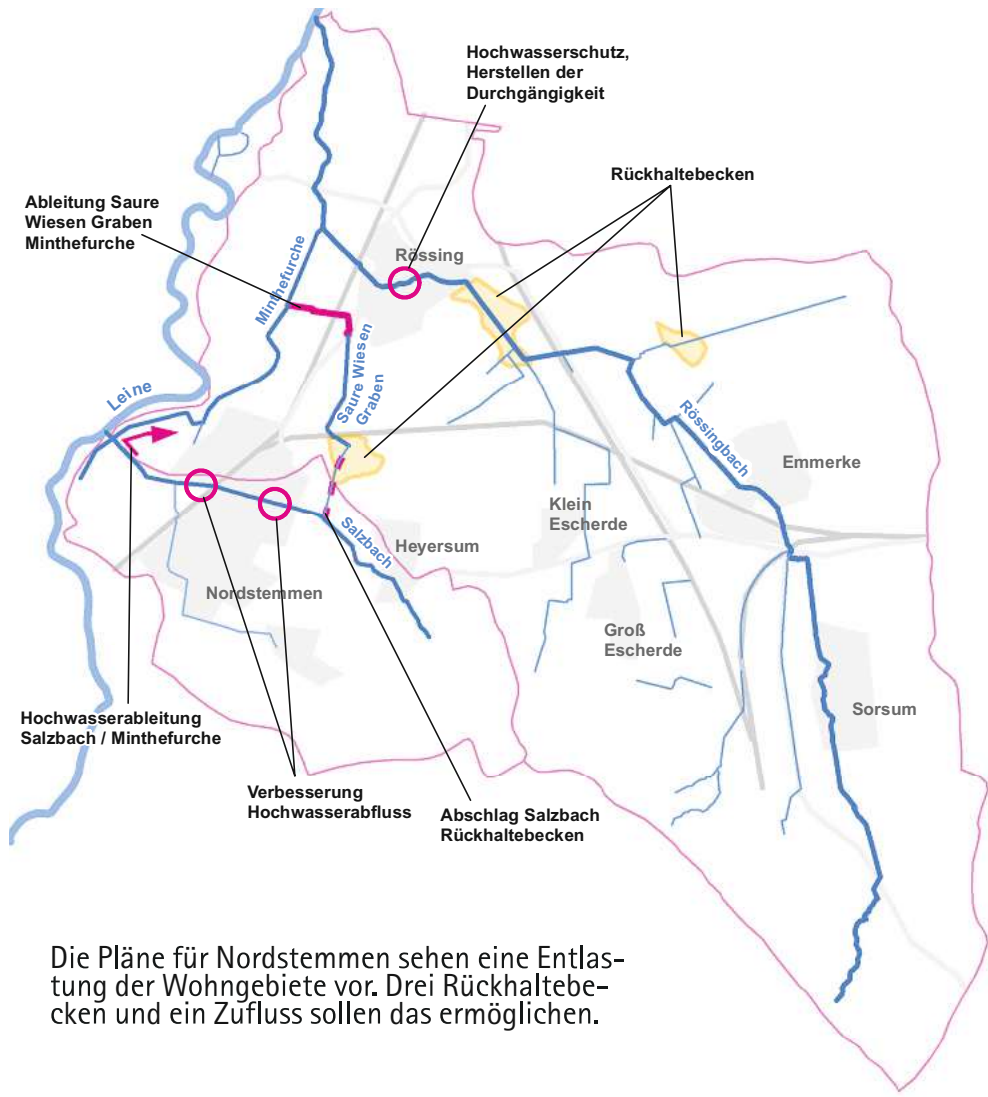 Hochwasserschutz,
Herstellen der
Durchgängigkeit
Rückhaltebecken
Ableitung Saure
Wiesen Graben
Minthefurche
Rössing
Minthefurche
Saure Wiesen
Graben
Leine
Rössingbach
Emmerke
Klein
Escherde
Salzbach
Heyersum
Nordstemmen
Groß
Escherde
Sorsum
Hochwasserableitung
Salzbach / Minthefurche
Verbesserung
Hochwasserabfluss
Abschlag Salzbach
Rückhaltebecken
Die Pläne für Nordstemmen sehen eine Entlas-
tung der Wohngebiete vor. Drei Rückhaltebe-
cken und ein Zufluss sollen das ermöglichen.